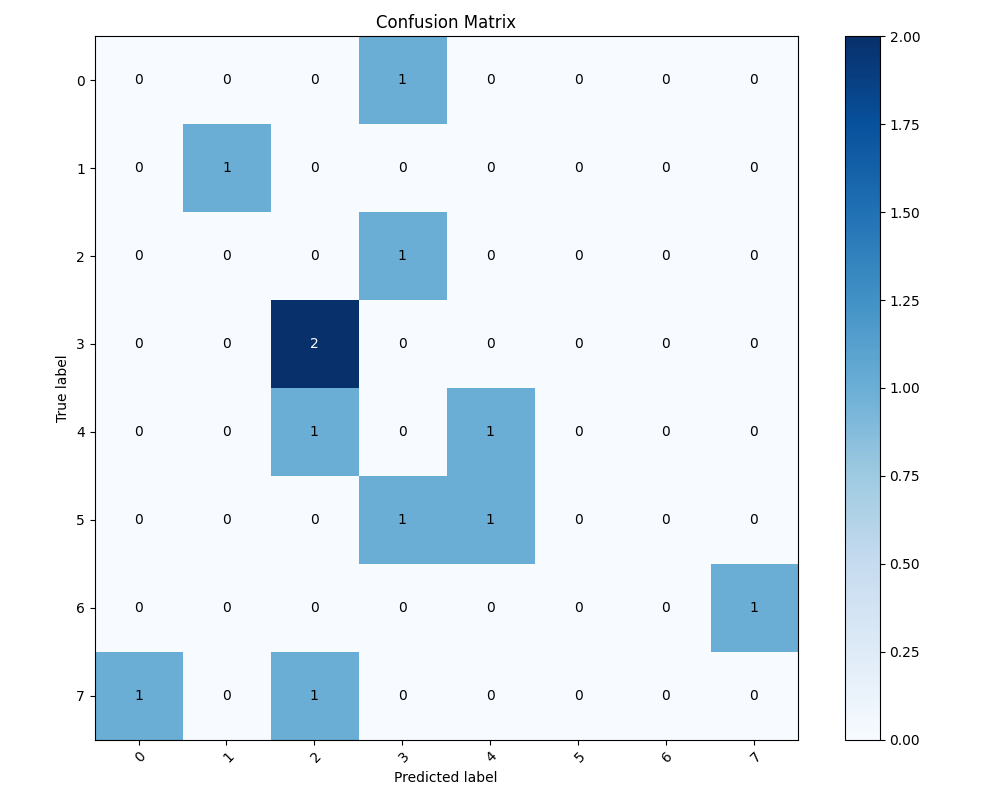 Confusion Matrix
0 0 0 0 1 0 0 0 0
1 0 1 0 0 0 0 0 0
2 0 0 0 1 0 0 0 0
3 0 0 2 0 0 0 0 0
4 0 0 1 0 1 0 0 0
5 0 0 0 1 1 0 0 0
6 0 0 0 0 0 0 0 1
7 1 0 1 0 0 0 0 0
0 1 2 3 4 5 6 7
True label
Predicted label
2.00
1.75
1.50
1.25
1.00
0.75
0.50
0.25
0.00